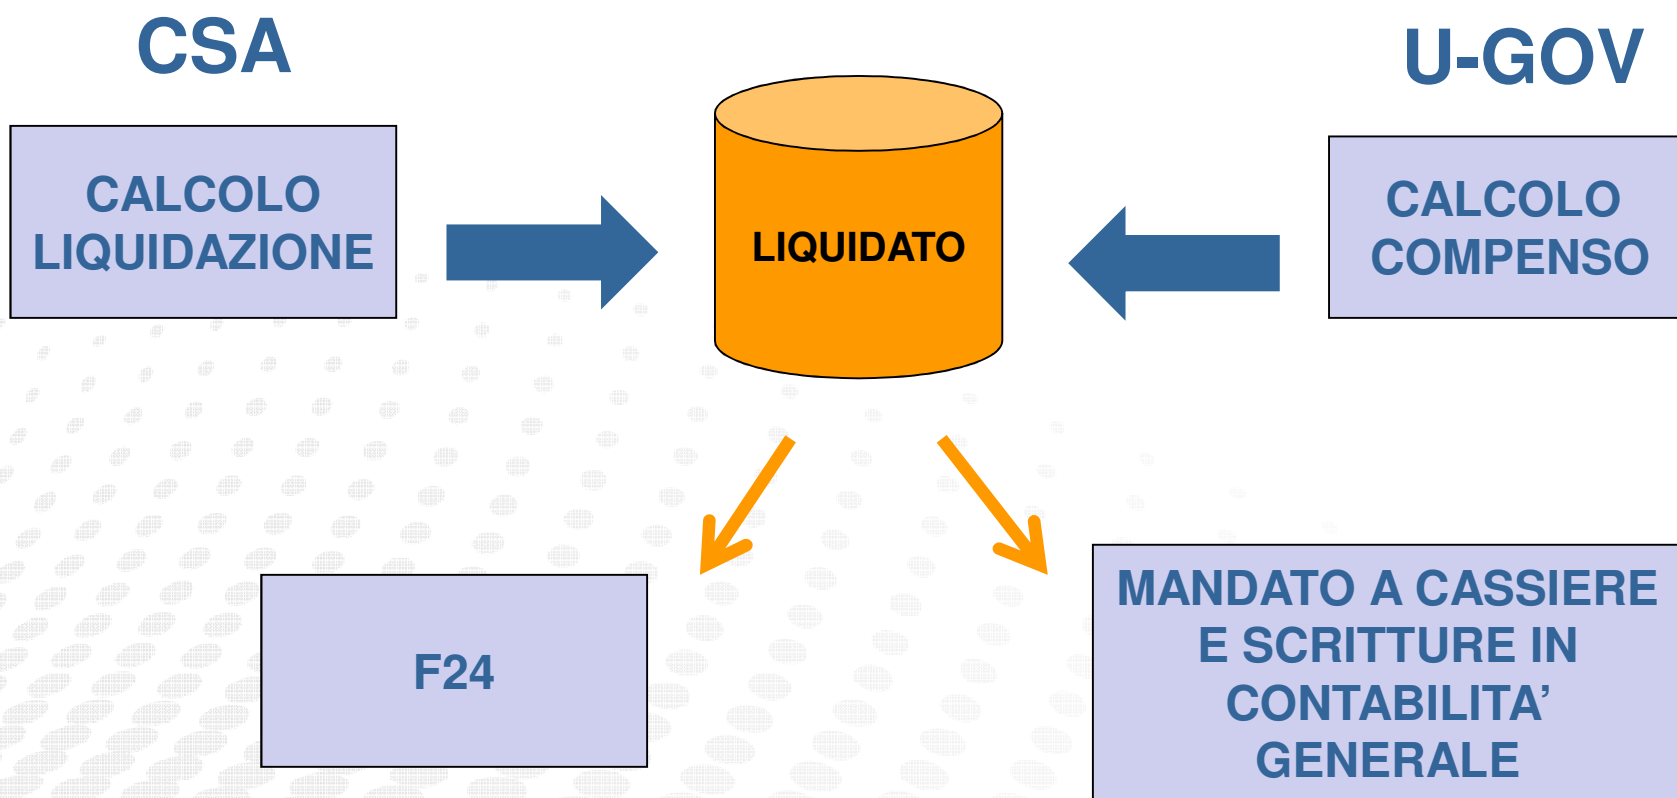 CSA
U-GOV
CALCOLO
LIQUIDAZIONE
LIQUIDATO
CALCOLO
COMPENSO
F24
MANDATO A CASSIERE
E SCRITTURE IN
CONTABILITA’
GENERALE